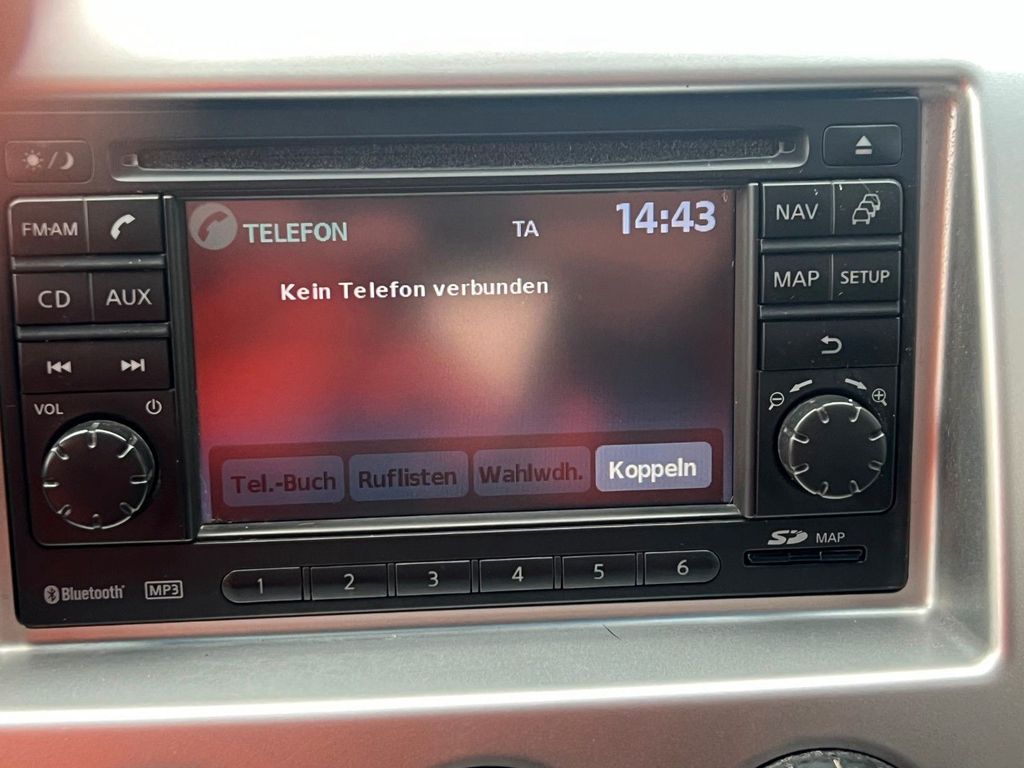 FM·AM
CD AUX
VOL
TELEFON TA 14:43
Kein Telefon verbunden
Tel.-Buch Ruflisten Wahlwdh. Koppeln
NAV
MAP SETUP
SD MAP
Bluetooth MP3
1 2 3 4 5 6